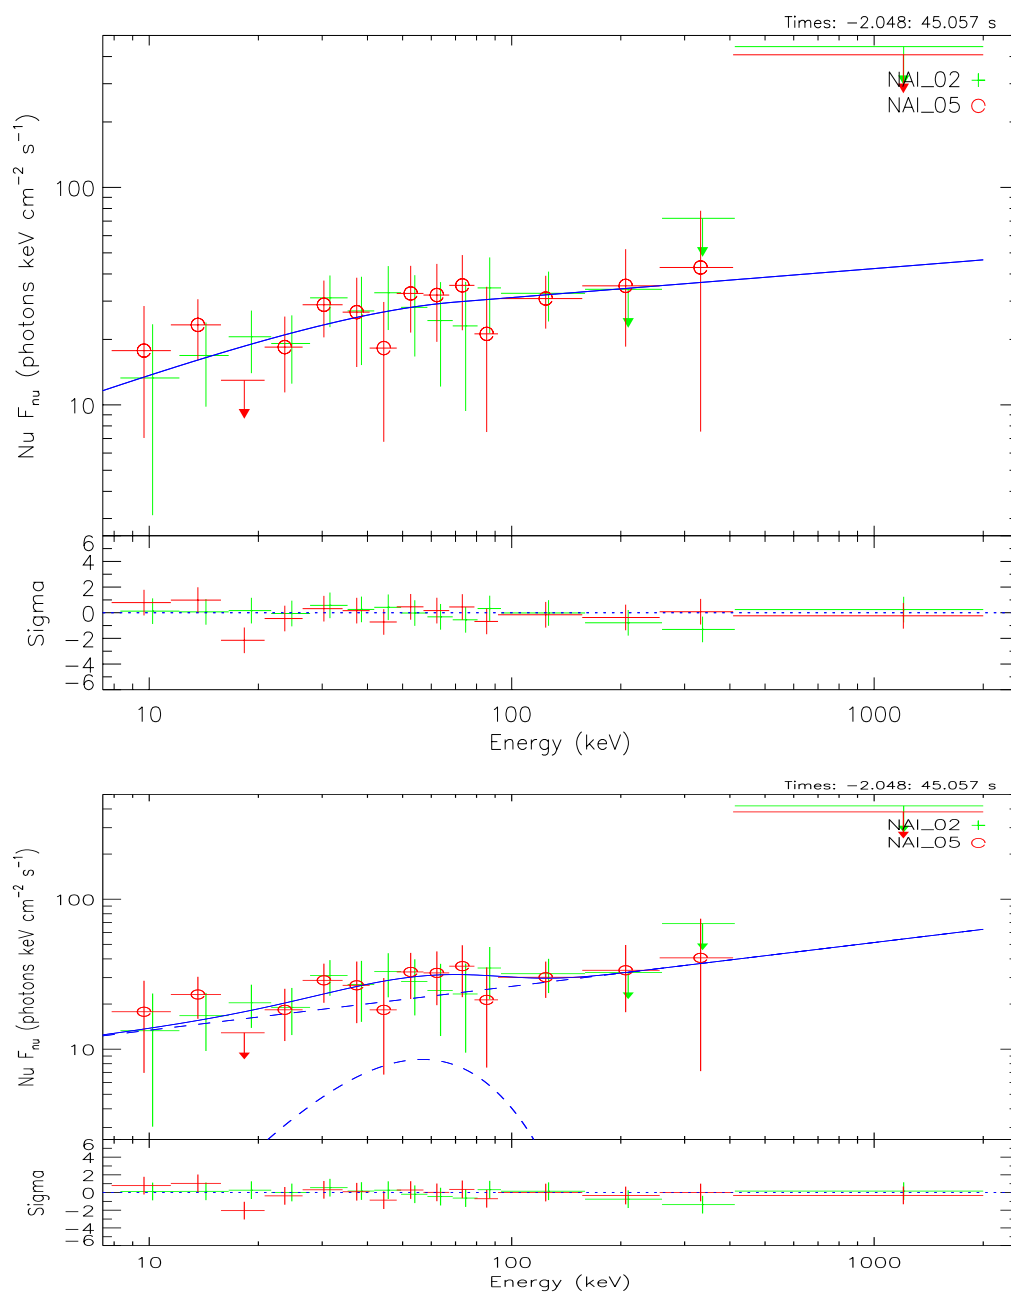 Times: −2.048: 45.057 s
NAI_02
NAI_05
Nu Fnu (photons keV cm−2 s−1)
100
10
Sigma
6
4
2
0
−2
−4
−6
10 100 1000
Energy (keV)
Times: −2.048: 45.057 s
NAI_02
NAI_05
Nu Fnu (photons keV cm−2 s−1)
100
10
Sigma
6
4
2
0
−2
−4
−6
10 100 1000
Energy (keV)